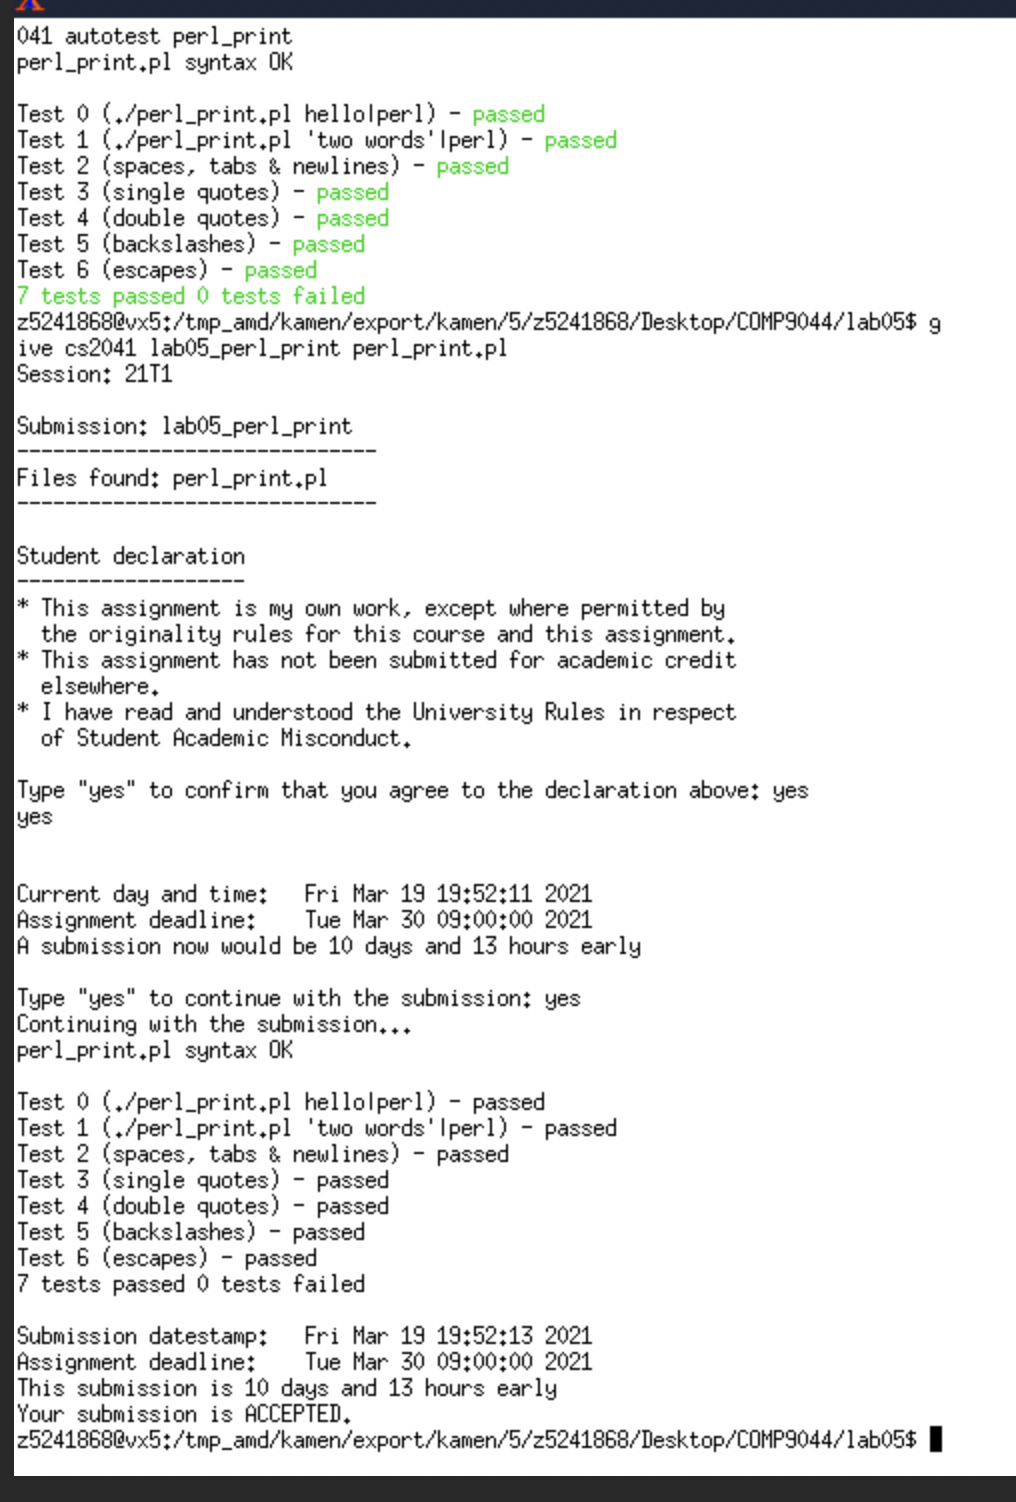 041 autotest perl_print
perl_print.pl syntax OK
Test 0 (./perl_print.pl hello|perl) - passed
Test 1 (./perl_print.pl 'two words'|perl) - passed
Test 2 (spaces, tabs & newlines) - passed
Test 3 (single quotes) - passed
Test 4 (double quotes) - passed
Test 5 (backslashes) - passed
Test 6 (escapes) - passed
7 tests passed 0 tests failed
z5241868@vx5:/tmp_amd/kamen/export/kamen/5/z5241868/Desktop/COMP9044/lab05$ g
ive cs2041 lab05_perl_print perl_print.pl
Session: 21T1
Submission: lab05_perl_print
------------------------------
Files found: perl_print.pl
------------------------------
Student declaration
-------------------
* This assignment is my own work, except where permitted by
the originality rules for this course and this assignment.
* This assignment has not been submitted for academic credit
elsewhere.
* I have read and understood the University Rules in respect
of Student Academic Misconduct.
Type "yes" to confirm that you agree to the declaration above: yes
yes
Current day and time:   Fri Mar 19 19:52:11 2021
Assignment deadline:    Tue Mar 30 09:00:00 2021
A submission now would be 10 days and 13 hours early
Type "yes" to continue with the submission: yes
Continuing with the submission...
perl_print.pl syntax OK
Test 0 (./perl_print.pl hello|perl) - passed
Test 1 (./perl_print.pl 'two words'|perl) - passed
Test 2 (spaces, tabs & newlines) - passed
Test 3 (single quotes) - passed
Test 4 (double quotes) - passed
Test 5 (backslashes) - passed
Test 6 (escapes) - passed
7 tests passed 0 tests failed
Submission datestamp:   Fri Mar 19 19:52:13 2021
Assignment deadline:    Tue Mar 30 09:00:00 2021
This submission is 10 days and 13 hours early
Your submission is ACCEPTED.
z5241868@vx5:/tmp_amd/kamen/export/kamen/5/z5241868/Desktop/COMP9044/lab05$